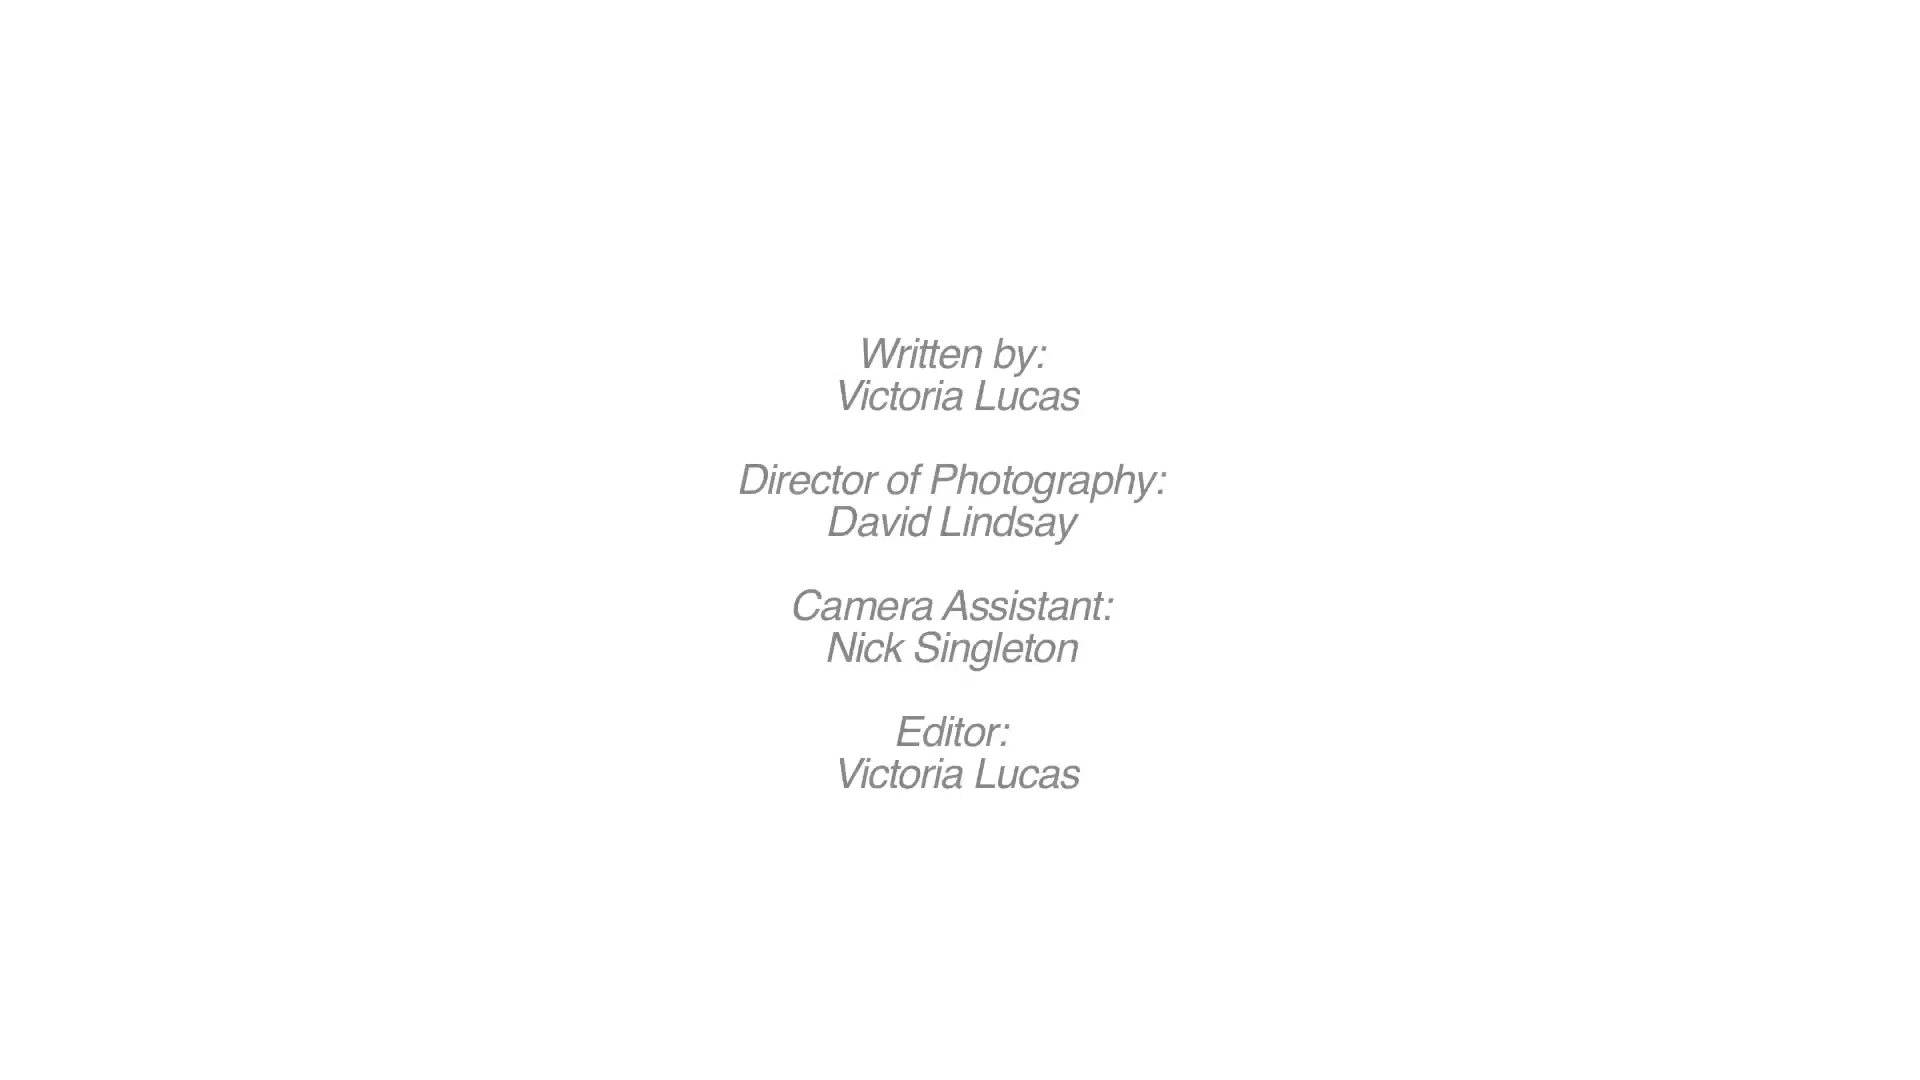 Written by:
Victoria Lucas
Director of Photography:
David Lindsay
Camera Assistant:
Nick Singleton
Editor:
Victoria Lucas